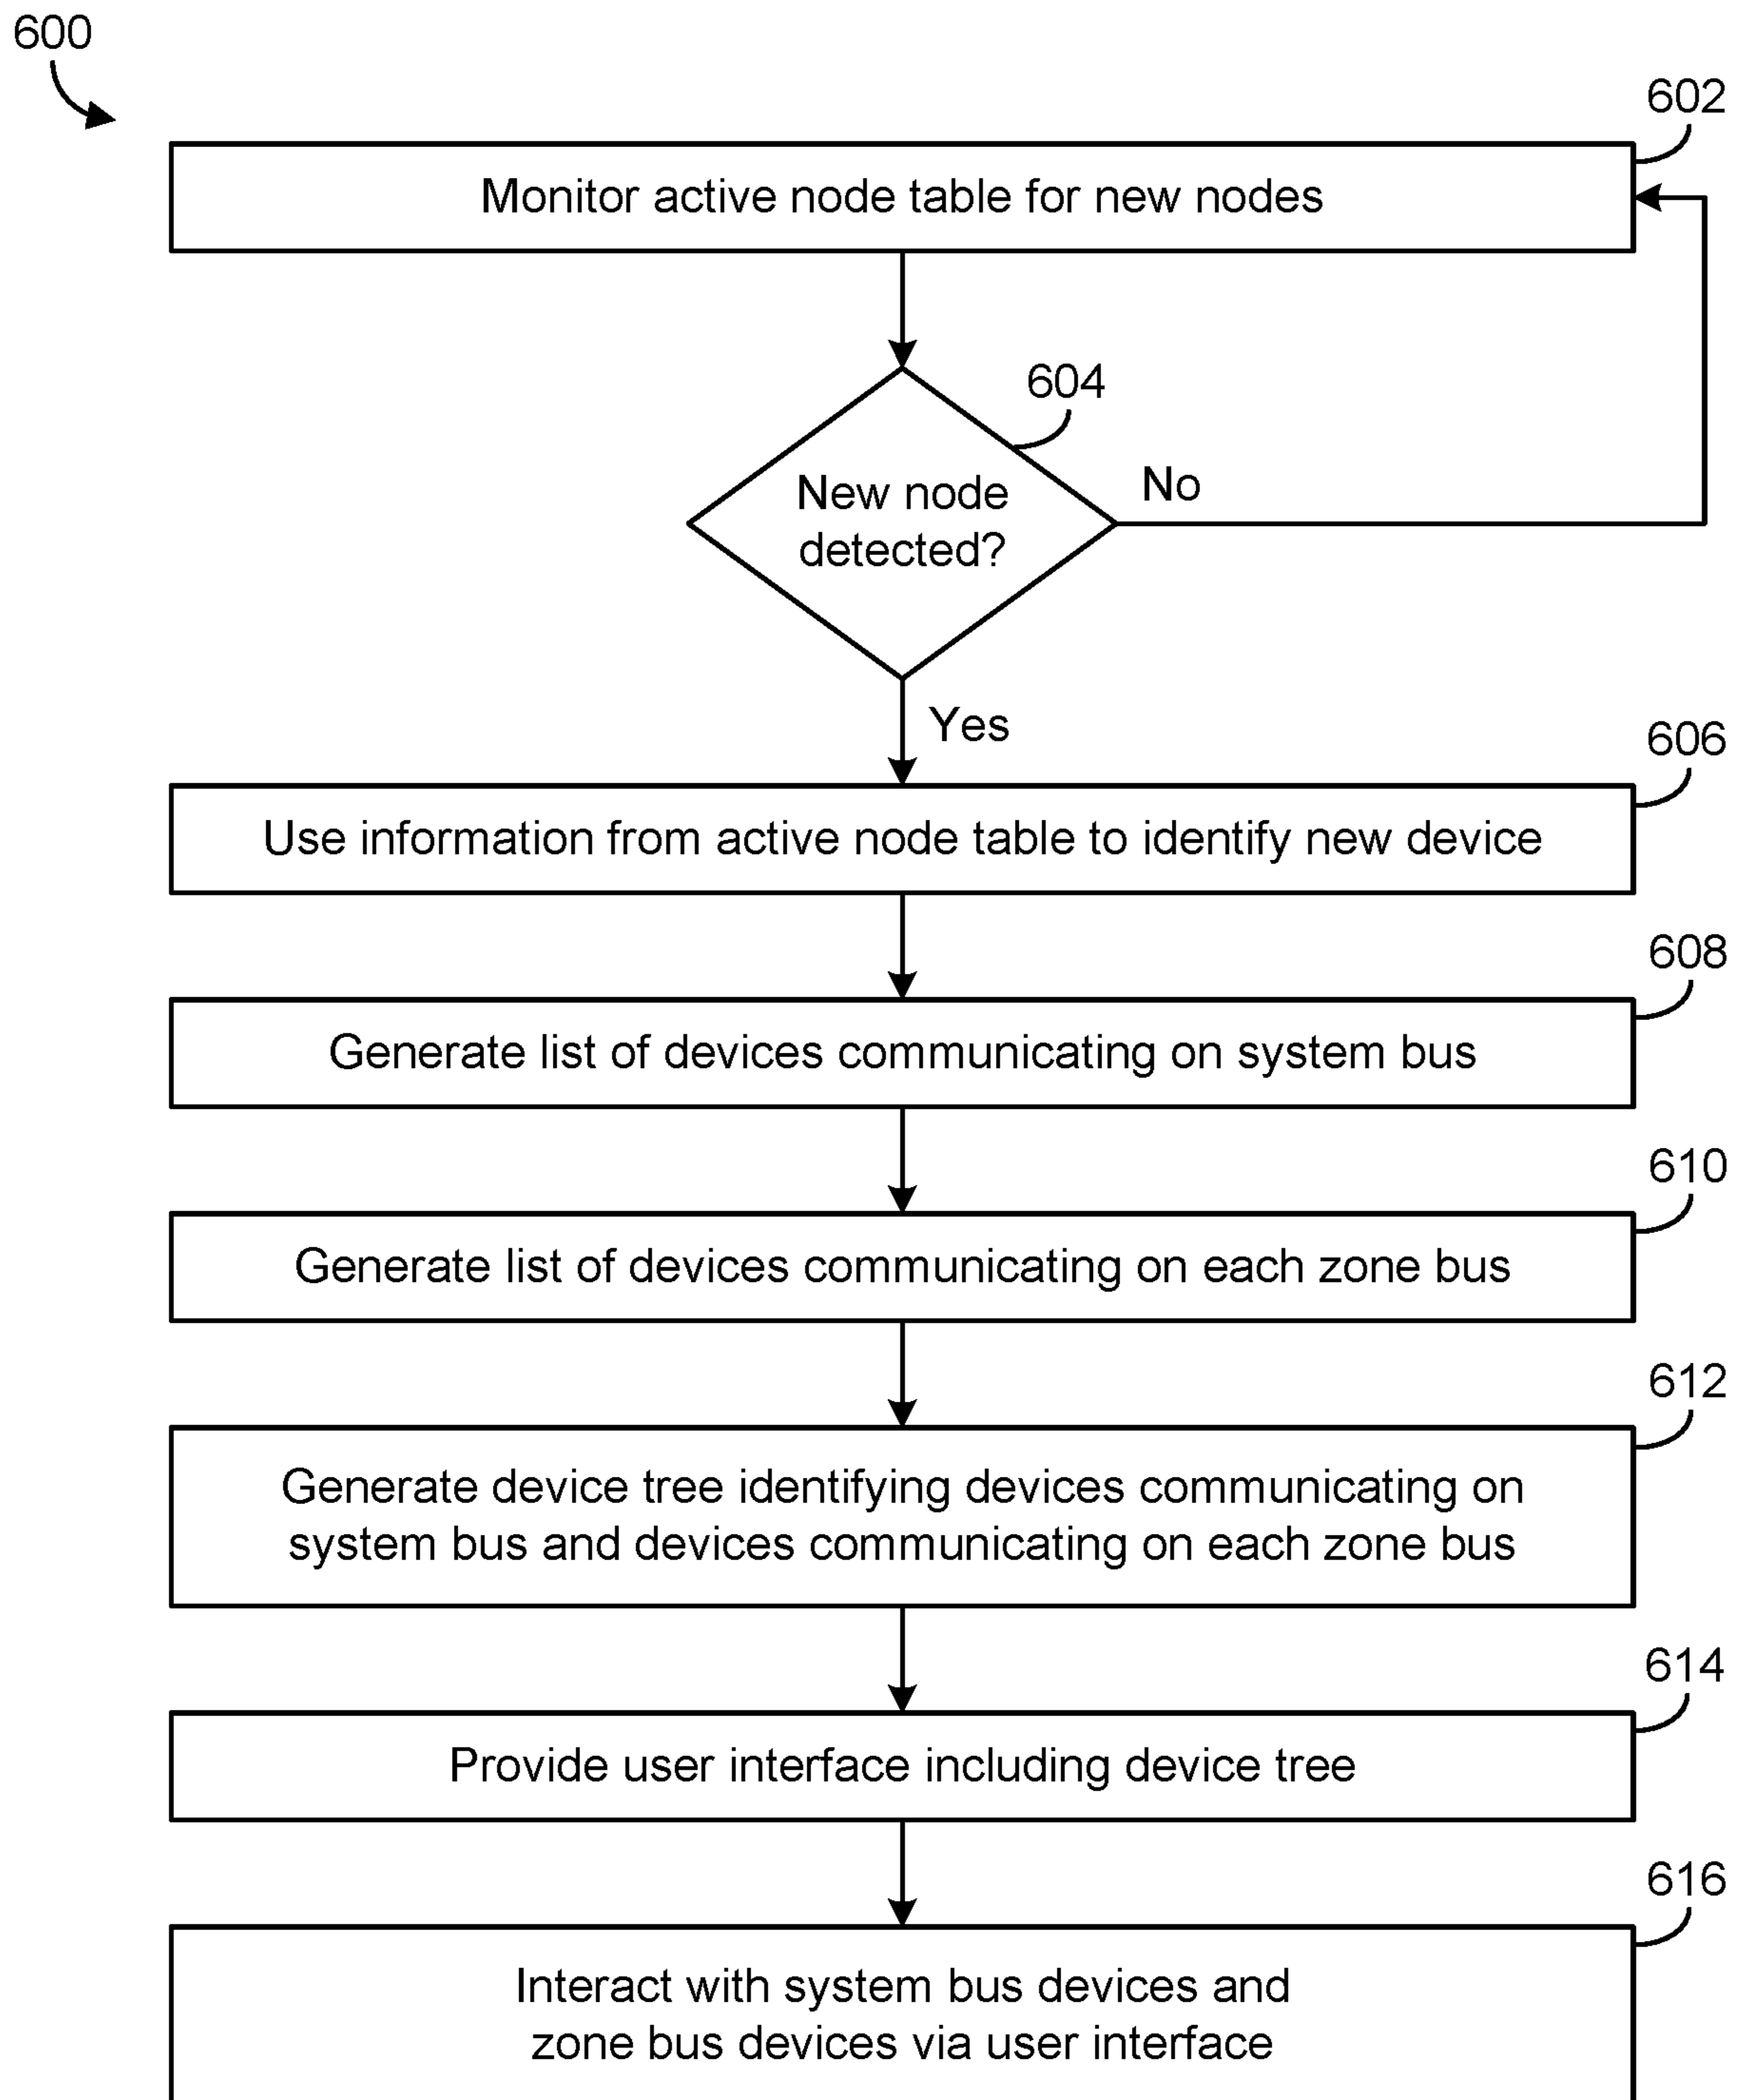 600
602
Monitor active node table for new nodes
604
New node
detected?
No
Yes
606
Use information from active node table to identify new device
608
Generate list of devices communicating on system bus
610
Generate list of devices communicating on each zone bus
612
Generate device tree identifying devices communicating on
system bus and devices communicating on each zone bus
614
Provide user interface including device tree
616
Interact with system bus devices and
zone bus devices via user interface